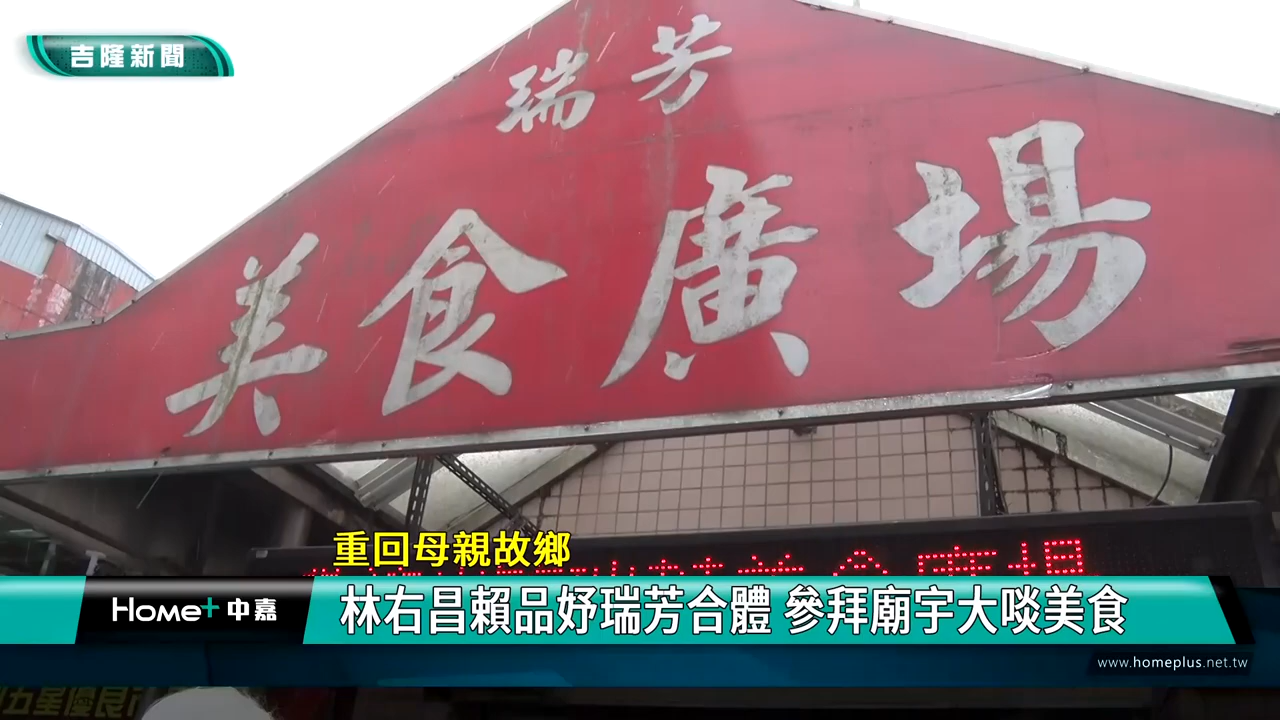 吉隆新聞
瑞芳
美食廣場
重回母親故鄉
Home+中嘉
林右昌賴品妤瑞芳合體 參拜廟宇大啖美食
www.homeplus.net.tw